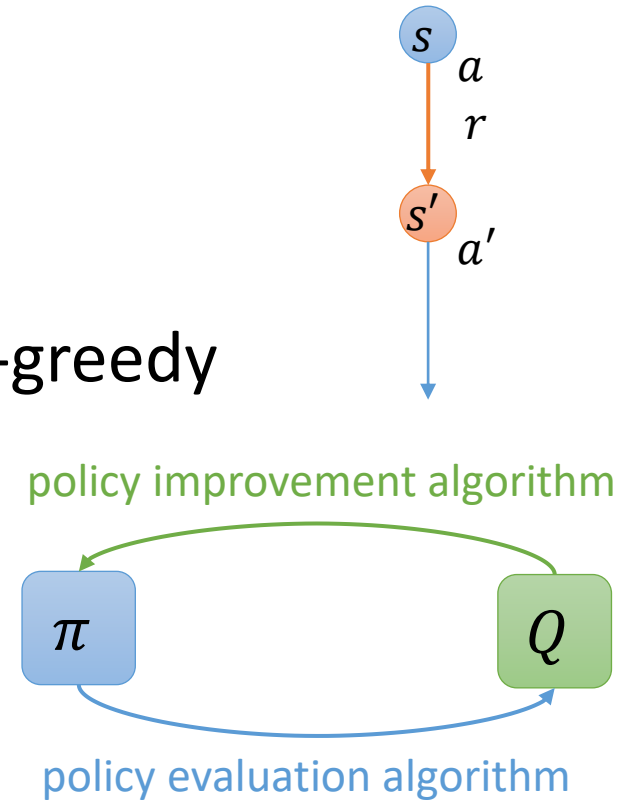 s
a
r
s′
a′
-greedy
policy improvement algorithm
π
Q
policy evaluation algorithm